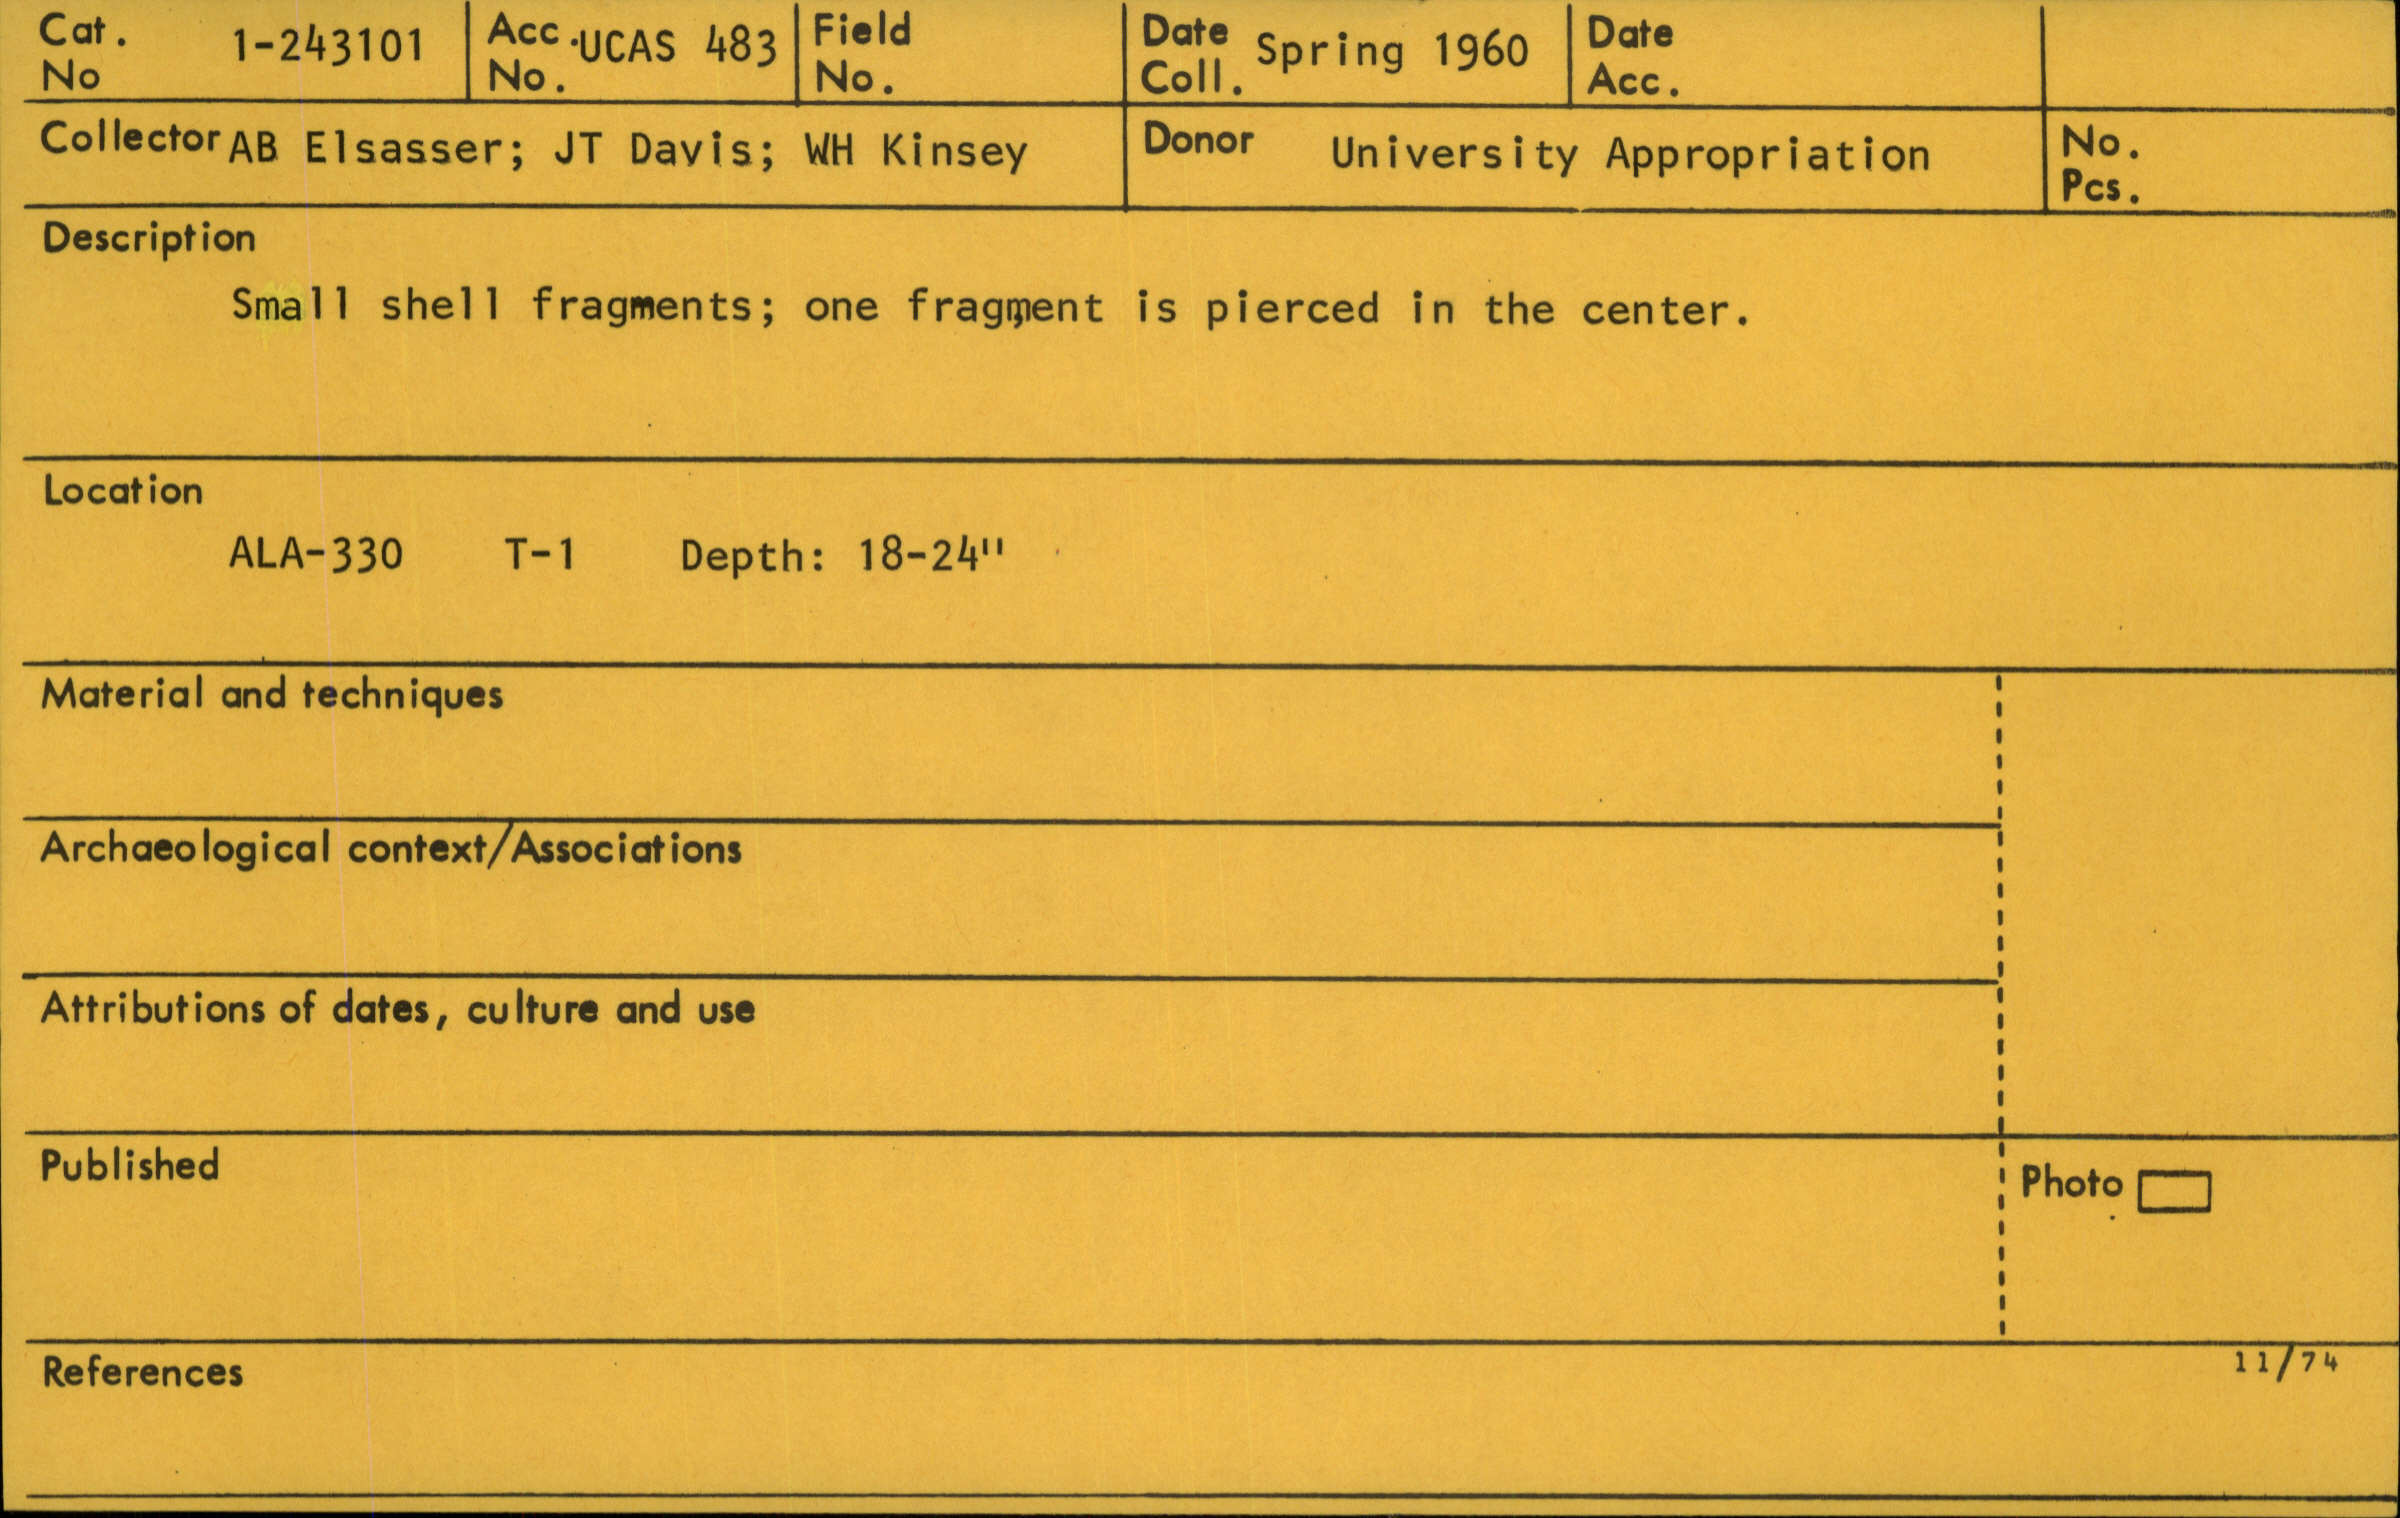 Cat. No 1-243101 Acc. No. UCAS 483 Field No. Date Coll. Spring 1960 Date Acc.
Collector AB Elsasser; JT Davis; WH Kinsey Donor University Appropriation No. Pcs.
Description
Small shell fragments; one fragment is pierced in the center.
Location
ALA-330 T-1 Depth: 18-24"
Material and techniques
Archaeological context/Associations
Attributions of dates, culture and use
Published
Photo
References
11/74